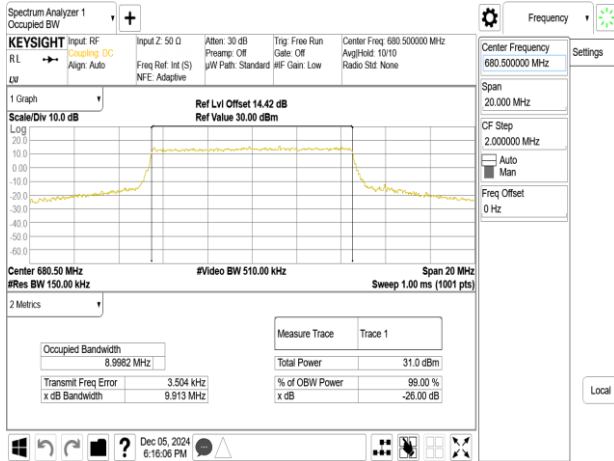 Spectrum Analyzer 1
Occupied BW
Frequency
KEYSIGHT
RL
Input: RF
Coupling: DC
Align: Auto
Input Z: 50 Ω
Freq Ref: Int (S)
NFE: Adaptive
Atten: 30 dB
Preamp: Off
µW Path: Standard
Trig: Free Run
Gate: Off
#IF Gain: Low
Center Freq: 680.500000 MHz
Avg|Hold: 10/10
Radio Std: None
Center Frequency
680.500000 MHz
Settings
Span
20.000 MHz
CF Step
2.000000 MHz
Auto
Man
Freq Offset
0 Hz
Local
1 Graph
Scale/Div 10.0 dB
Ref Lvl Offset 14.42 dB
Ref Value 30.00 dBm
Log
20.0
10.0
0.00
-10.0
-20.0
-30.0
-40.0
-50.0
-60.0
Center 680.50 MHz
#Video BW 510.00 kHz
Span 20 MHz
#Res BW 150.00 kHz
Sweep 1.00 ms (1001 pts)
2 Metrics
Measure Trace
Trace 1
Occupied Bandwidth
8.9982 MHz
Total Power
31.0 dBm
Transmit Freq Error
3.504 kHz
% of OBW Power
99.00 %
x dB Bandwidth
9.913 MHz
x dB
-26.00 dB
Dec 05, 2024
6:16:06 PM